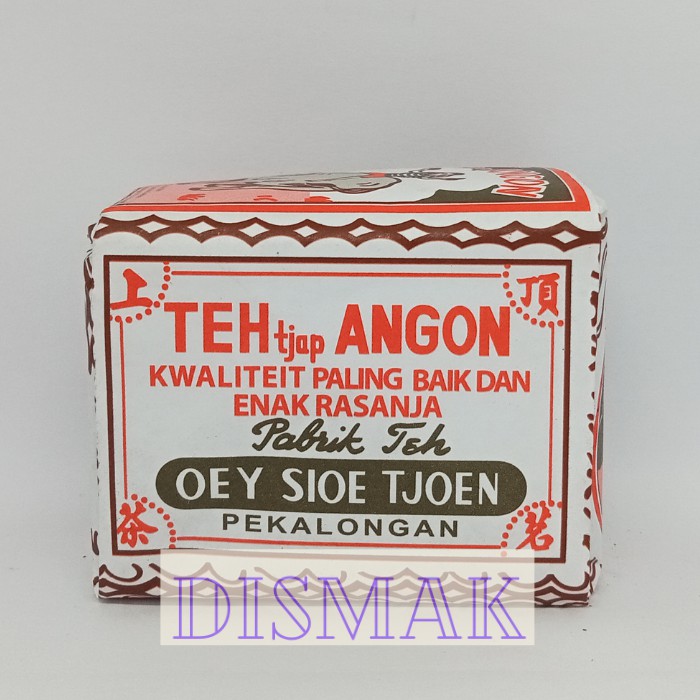 NGON
上 頂
TEH tjap ANGON
KWALITEIT PALING BAIK DAN
ENAK RASANJA
Pabrik Teh
OEY SIOE TJOEN
PEKALONGAN
茶 茗
DISMAK